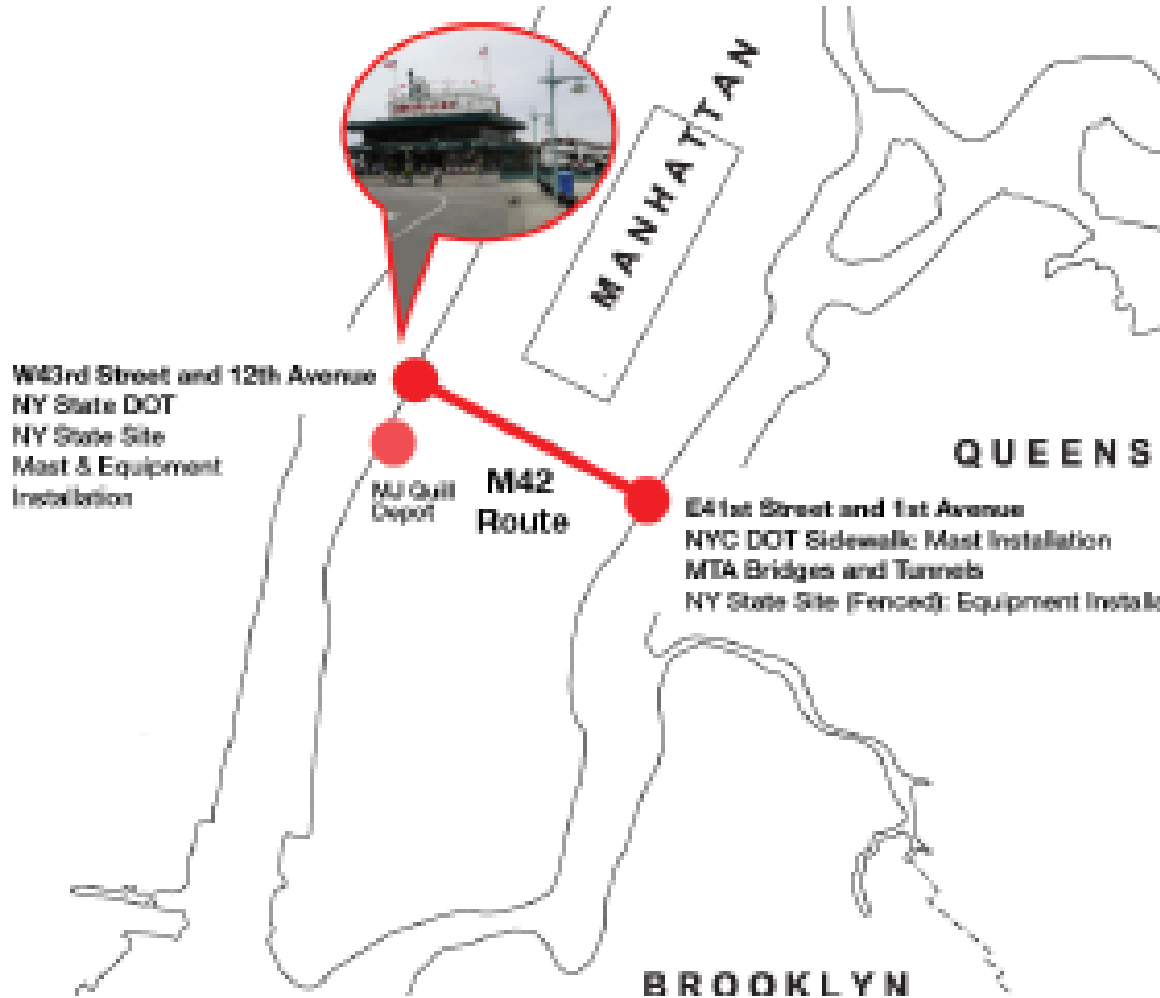 MANHATTAN
W43rd Street and 12th Avenue
NY State DOT
NY State Site
Mast & Equipment
Installation
MJ Quill
Depot
M42
Route
QUEENS
E41st Street and 1st Avenue
NYC DOT Sidewalk: Mast Installation
MTA Bridges and Tunnels
NY State Site (Fenced): Equipment Installa
BROOKLYN